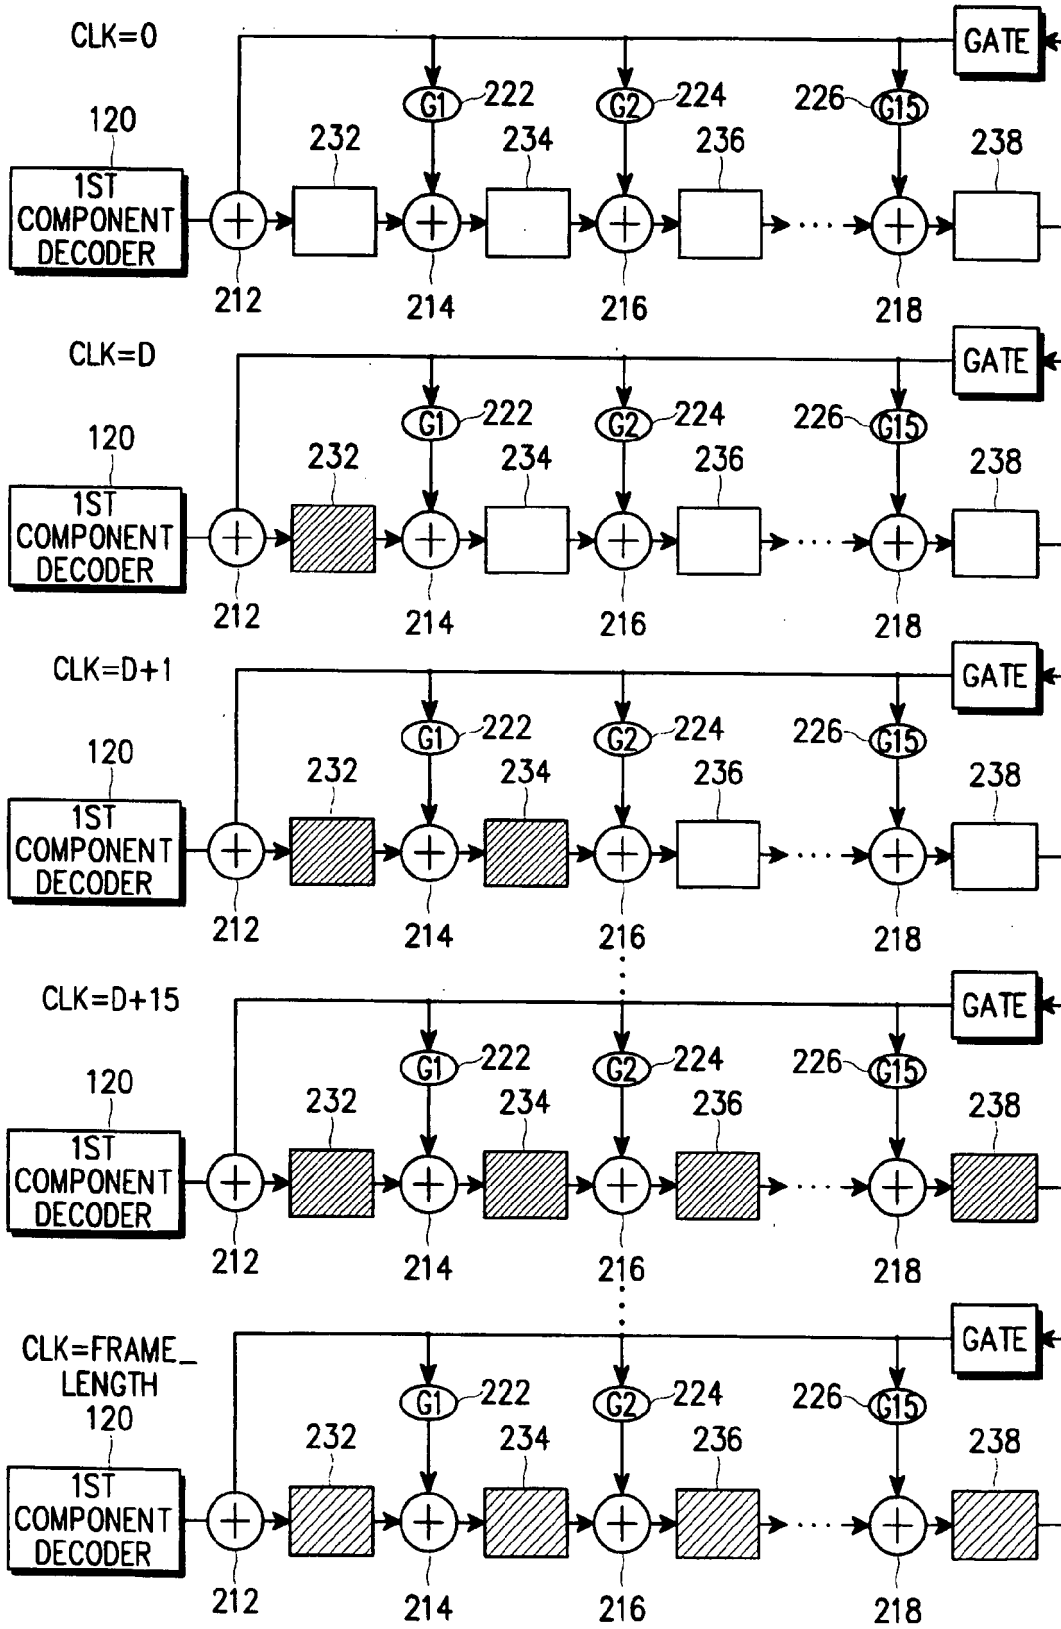 CLK=0
GATE
G1 222
G2 224
226 G15
120
232
234
236
238
1ST
COMPONENT
DECODER
212
214
216
...
218
CLK=D
GATE
G1 222
G2 224
226 G15
120
232
234
236
238
1ST
COMPONENT
DECODER
212
214
216
...
218
CLK=D+1
GATE
G1 222
G2 224
226 G15
120
232
234
236
238
1ST
COMPONENT
DECODER
212
214
216
...
218
CLK=D+15
GATE
G1 222
G2 224
226 G15
120
232
234
236
238
1ST
COMPONENT
DECODER
212
214
216
...
218
CLK=FRAME_
LENGTH
GATE
G1 222
G2 224
226 G15
120
232
234
236
238
1ST
COMPONENT
DECODER
212
214
216
...
218